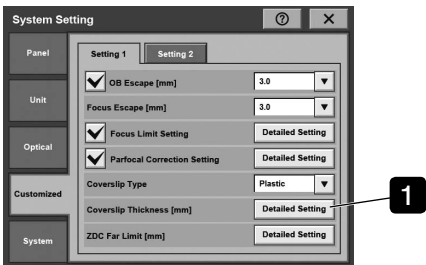 System Setting ? X
Panel
Unit
Optical
Customized
System
Setting 1 Setting 2
OB Escape [mm] 3.0
Focus Escape [mm] 3.0
Focus Limit Setting Detailed Setting
Parfocal Correction Setting Detailed Setting
Coverslip Type Plastic
Coverslip Thickness [mm] Detailed Setting
ZDC Far Limit [mm] Detailed Setting
1